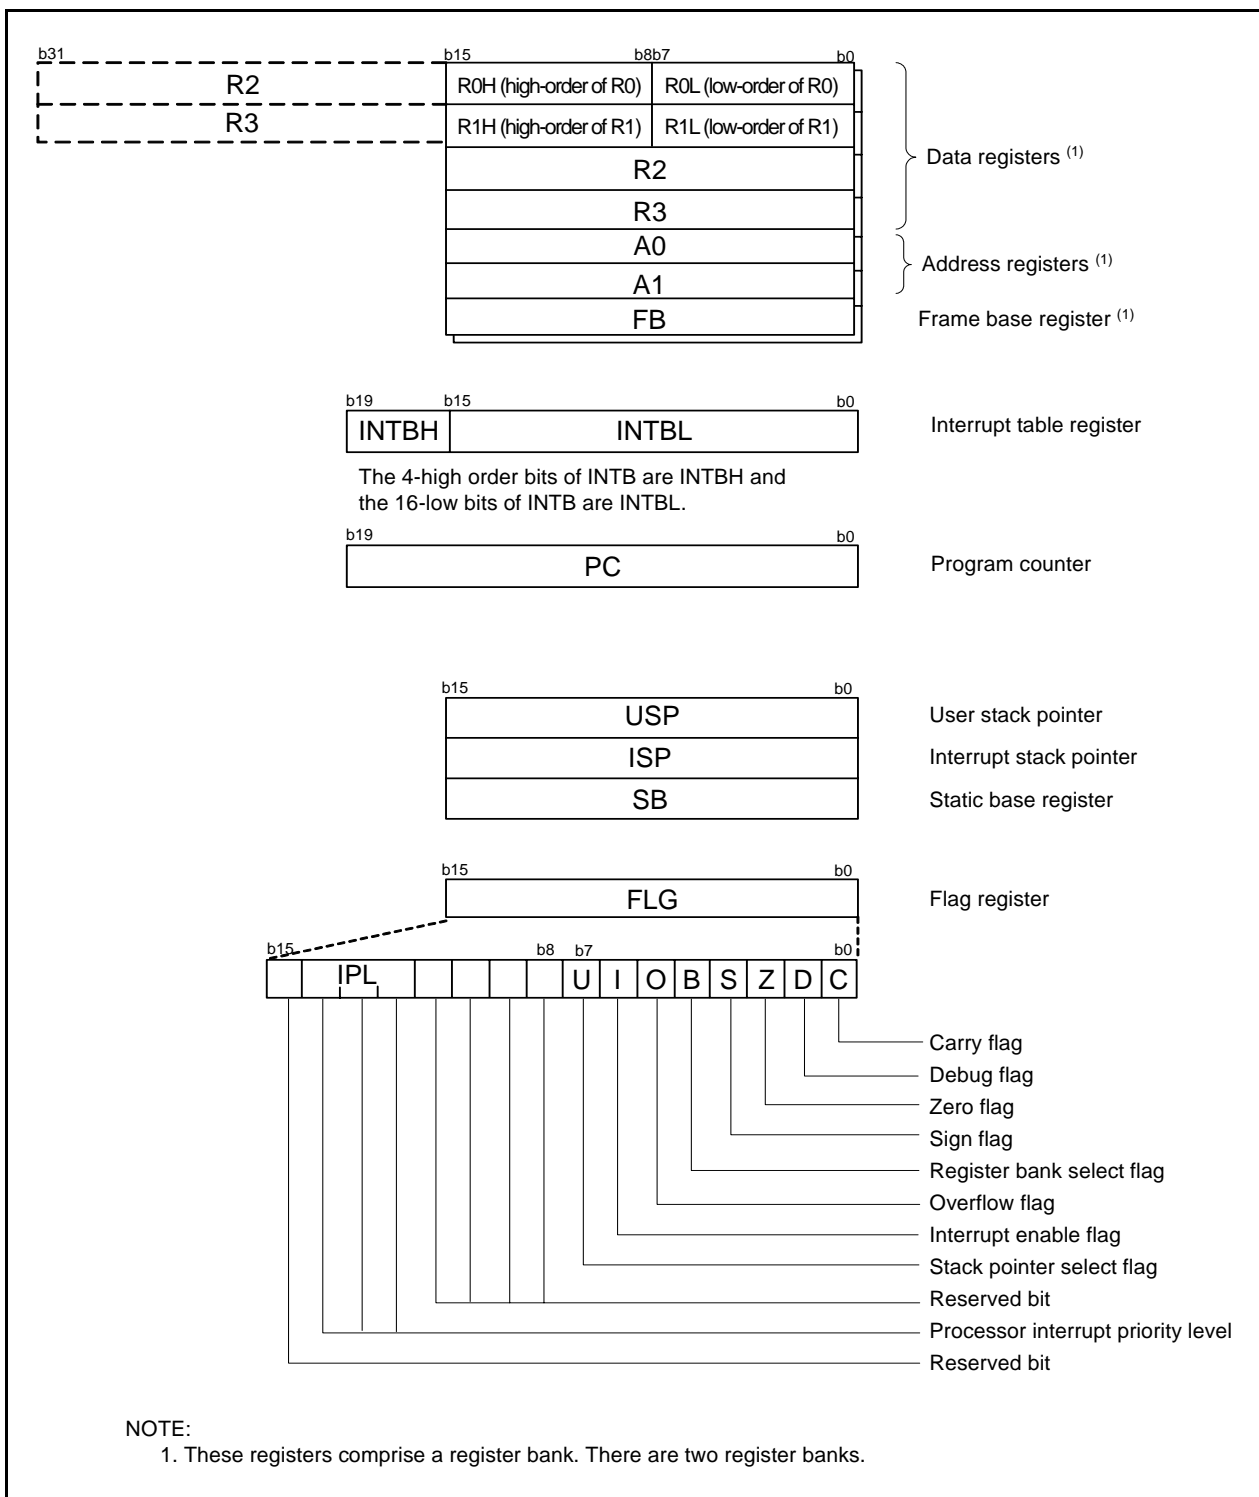 b31 b15 b8b7 b0
R2 R0H (high-order of R0) R0L (low-order of R0)
R3 R1H (high-order of R1) R1L (low-order of R1)
R2
Data registers (1)
R3
A0
Address registers (1)
A1
FB Frame base register (1)
b19 b15 b0
INTBH INTBL Interrupt table register
The 4-high order bits of INTB are INTBH and
the 16-low bits of INTB are INTBL.
b19 b0
PC Program counter
b15 b0
USP User stack pointer
ISP Interrupt stack pointer
SB Static base register
b15 b0
FLG Flag register
b15 b8 b7 b0
IPL U I O B S Z D C
Carry flag
Debug flag
Zero flag
Sign flag
Register bank select flag
Overflow flag
Interrupt enable flag
Stack pointer select flag
Reserved bit
Processor interrupt priority level
Reserved bit
NOTE:
1. These registers comprise a register bank. There are two register banks.